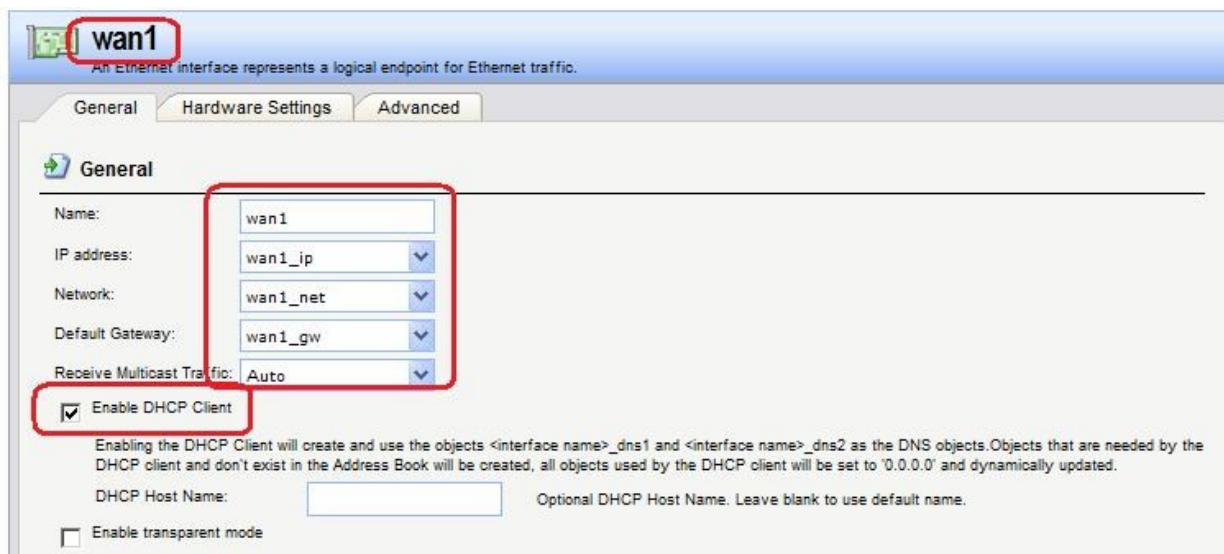 wan1
An Ethernet interface represents a logical endpoint for Ethernet traffic.
General
Hardware Settings
Advanced
General
Name:
wan1
IP address:
wan1_ip
Network:
wan1_net
Default Gateway:
wan1_gw
Receive Multicast Traffic:
Auto
Enable DHCP Client
Enabling the DHCP Client will create and use the objects <interface name>_dns1 and <interface name>_dns2 as the DNS objects.Objects that are needed by the
DHCP client and don't exist in the Address Book will be created, all objects used by the DHCP client will be set to '0.0.0.0' and dynamically updated.
DHCP Host Name:
Optional DHCP Host Name. Leave blank to use default name.
Enable transparent mode